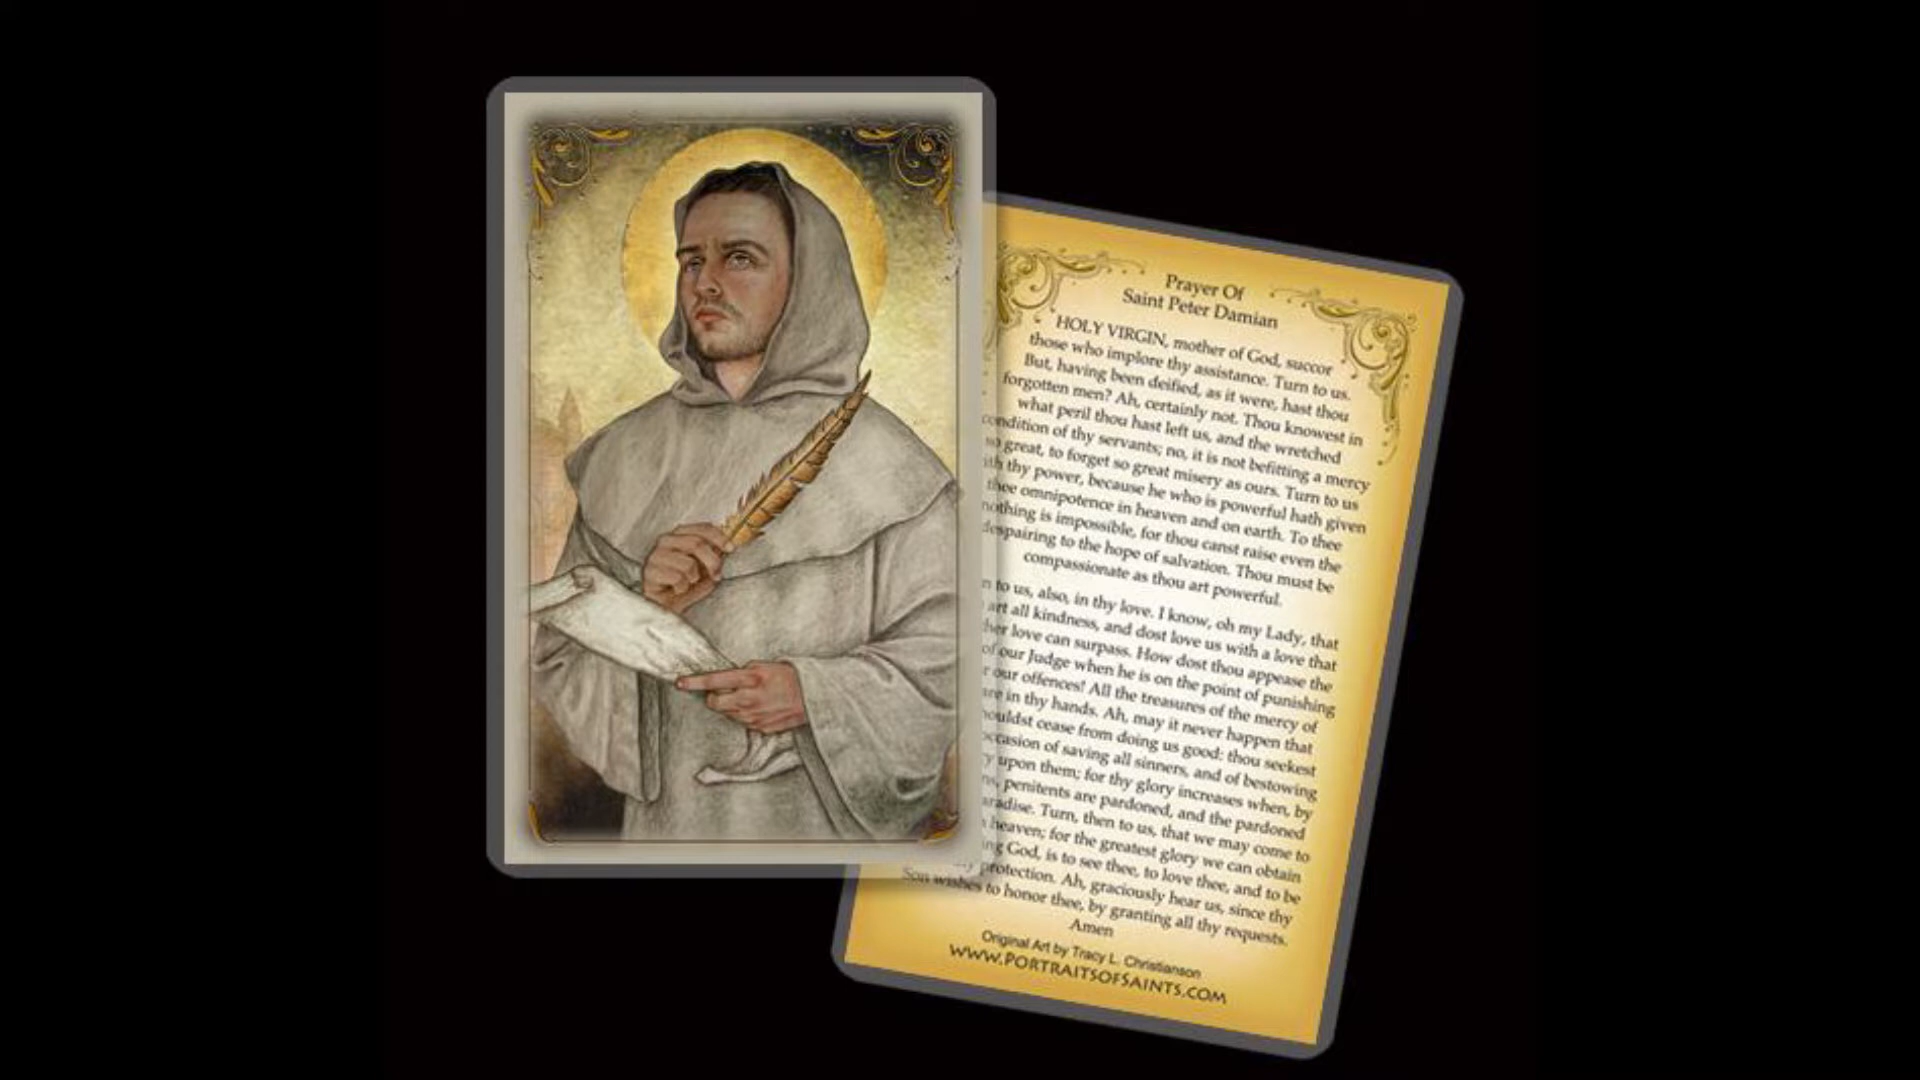 Prayer Of
Saint Peter Damian
HOLY VIRGIN, mother of God, succor
those who implore thy assistance. Turn to us.
But, having been deified, as it were, hast thou
forgotten men? Ah, certainly not. Thou knowest in
what peril thou hast left us, and the wretched
condition of thy servants; no, it is not befitting a mercy
so great, to forget so great misery as ours. Turn to us
thy power, because he who is powerful hath given
thee omnipotence in heaven and on earth. To thee
nothing is impossible, for thou canst raise even the
despairing to the hope of salvation. Thou must be
compassionate as thou art powerful.
to us, also, in thy love. I know, oh my Lady, that
art all kindness, and dost love us with a love that
love can surpass. How dost thou appease the
of our Judge when he is on the point of punishing
our offences! All the treasures of the mercy of
in thy hands. Ah, may it never happen that
cease from doing us good: thou seekest
of saving all sinners, and of bestowing
upon them; for thy glory increases when, by
penitents are pardoned, and the pardoned
Turn, then to us, that we may come to
heaven; for the greatest glory we can obtain
God, is to see thee, to love thee, and to be
protection. Ah, graciously hear us, since thy
Son wishes to honor thee, by granting all thy requests.
Amen
Original Art by Tracy L. Christianson
WWW.PORTRAITSOFSAINTS.COM